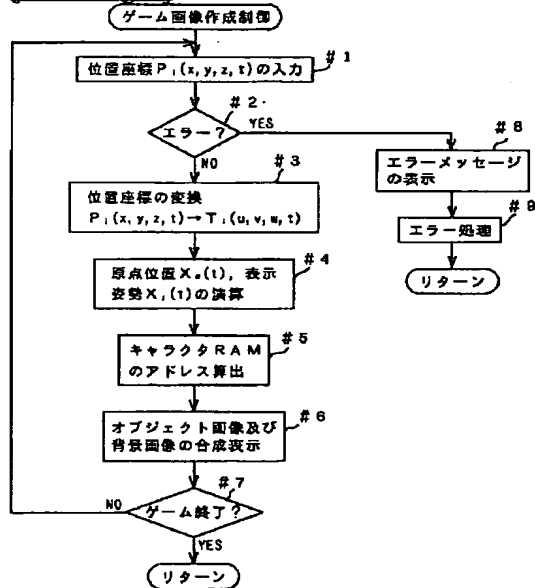 ゲーム画像作成制御
位置座標Pi(x,y,z,t)の入力
#1
エラー?
#2
YES
NO
#3
位置座標の変換
Pi(x,y,z,t)→Ti(u,v,w,t)
原点位置Xo(t),表示
姿勢Xi(t)の演算
#4
キャラクタRAM
のアドレス算出
#5
オブジェクト画像及び
背景画像の合成表示
#6
ゲーム終了?
#7
NO
YES
リターン
#8
エラーメッセージ
の表示
#9
エラー処理
リターン